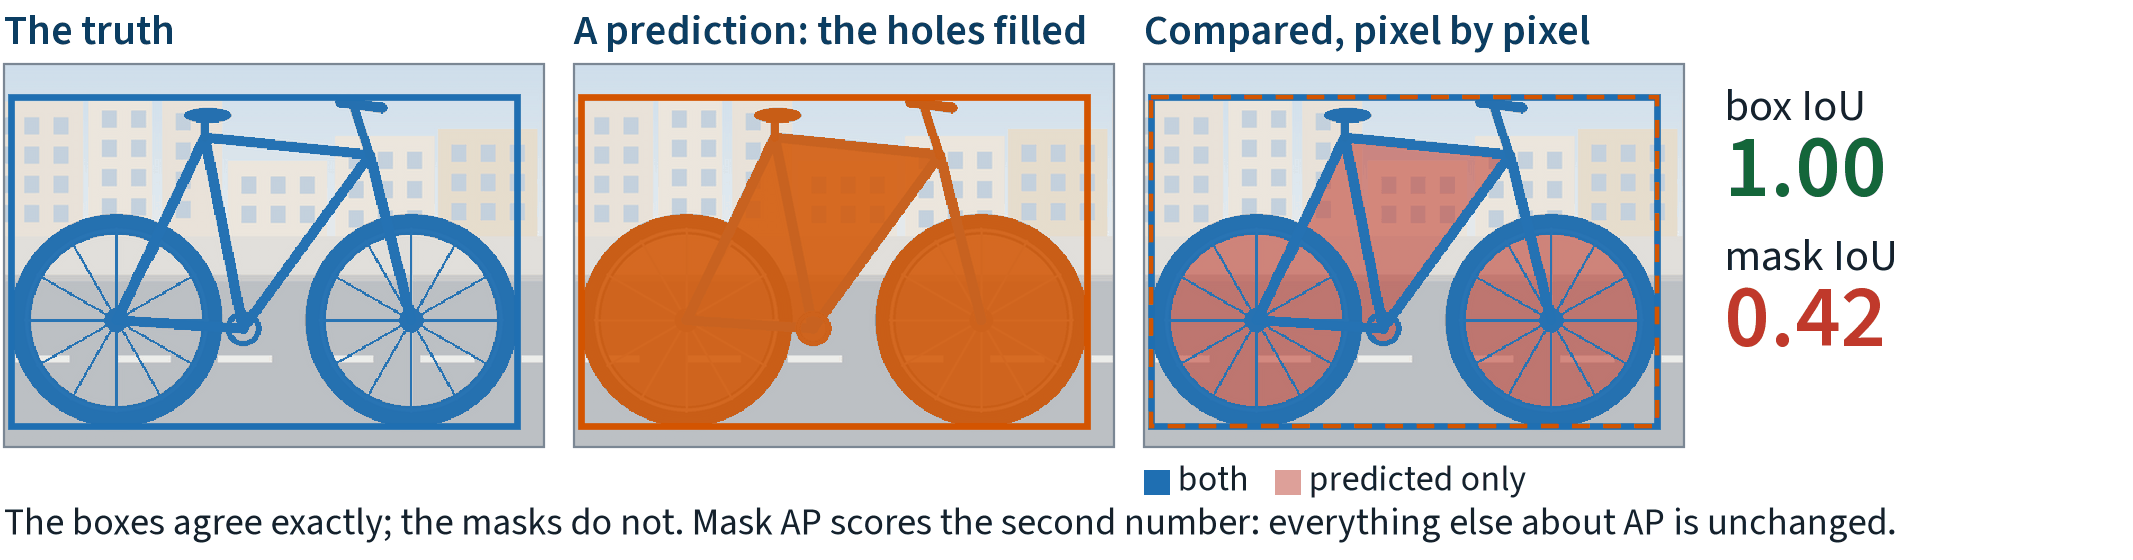 The truth
A prediction: the holes filled
Compared, pixel by pixel
box IoU
1.00
mask IoU
0.42
both
predicted only
The boxes agree exactly; the masks do not. Mask AP scores the second number: everything else about AP is unchanged.